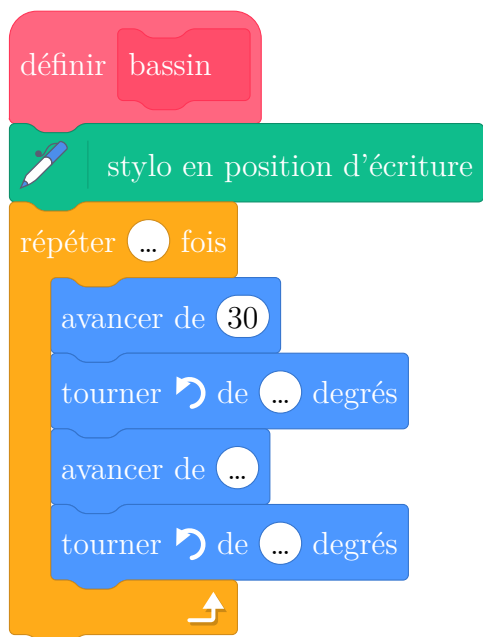 définir bassin
stylo en position d'écriture
répéter ... fois
avancer de 30
tourner de ... degrés
avancer de ...
tourner de ... degrés